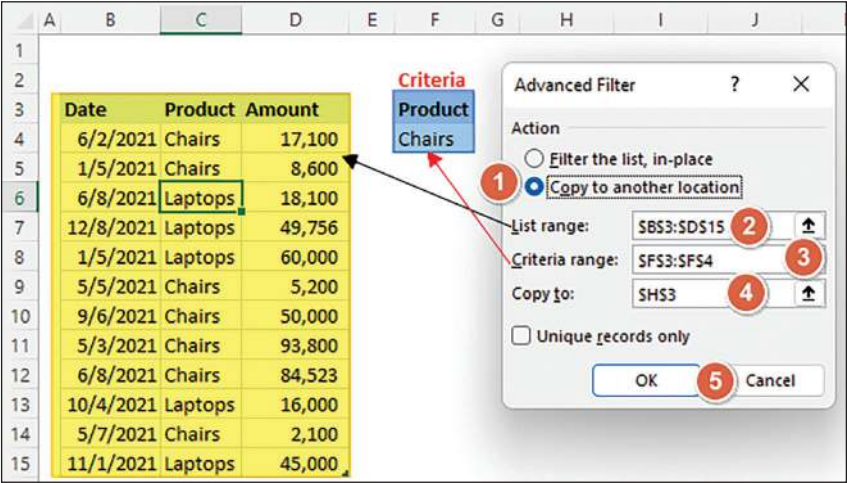 A B C D E F G H I J
1
2 Criteria
3 Date Product Amount Product
4 6/2/2021 Chairs 17,100 Chairs
5 1/5/2021 Chairs 8,600
6 6/8/2021 Laptops 18,100
7 12/8/2021 Laptops 49,756
8 1/5/2021 Laptops 60,000
9 5/5/2021 Chairs 5,200
10 9/6/2021 Chairs 50,000
11 5/3/2021 Chairs 93,800
12 6/8/2021 Chairs 84,523
13 10/4/2021 Laptops 16,000
14 5/7/2021 Chairs 2,100
15 11/1/2021 Laptops 45,000
Advanced Filter ? ×
Action
Filter the list, in-place
1 Copy to another location
List range: $B$3:$D$15 2
Criteria range: $F$3:$F$4 3
Copy to: $H$3 4
Unique records only
OK 5 Cancel